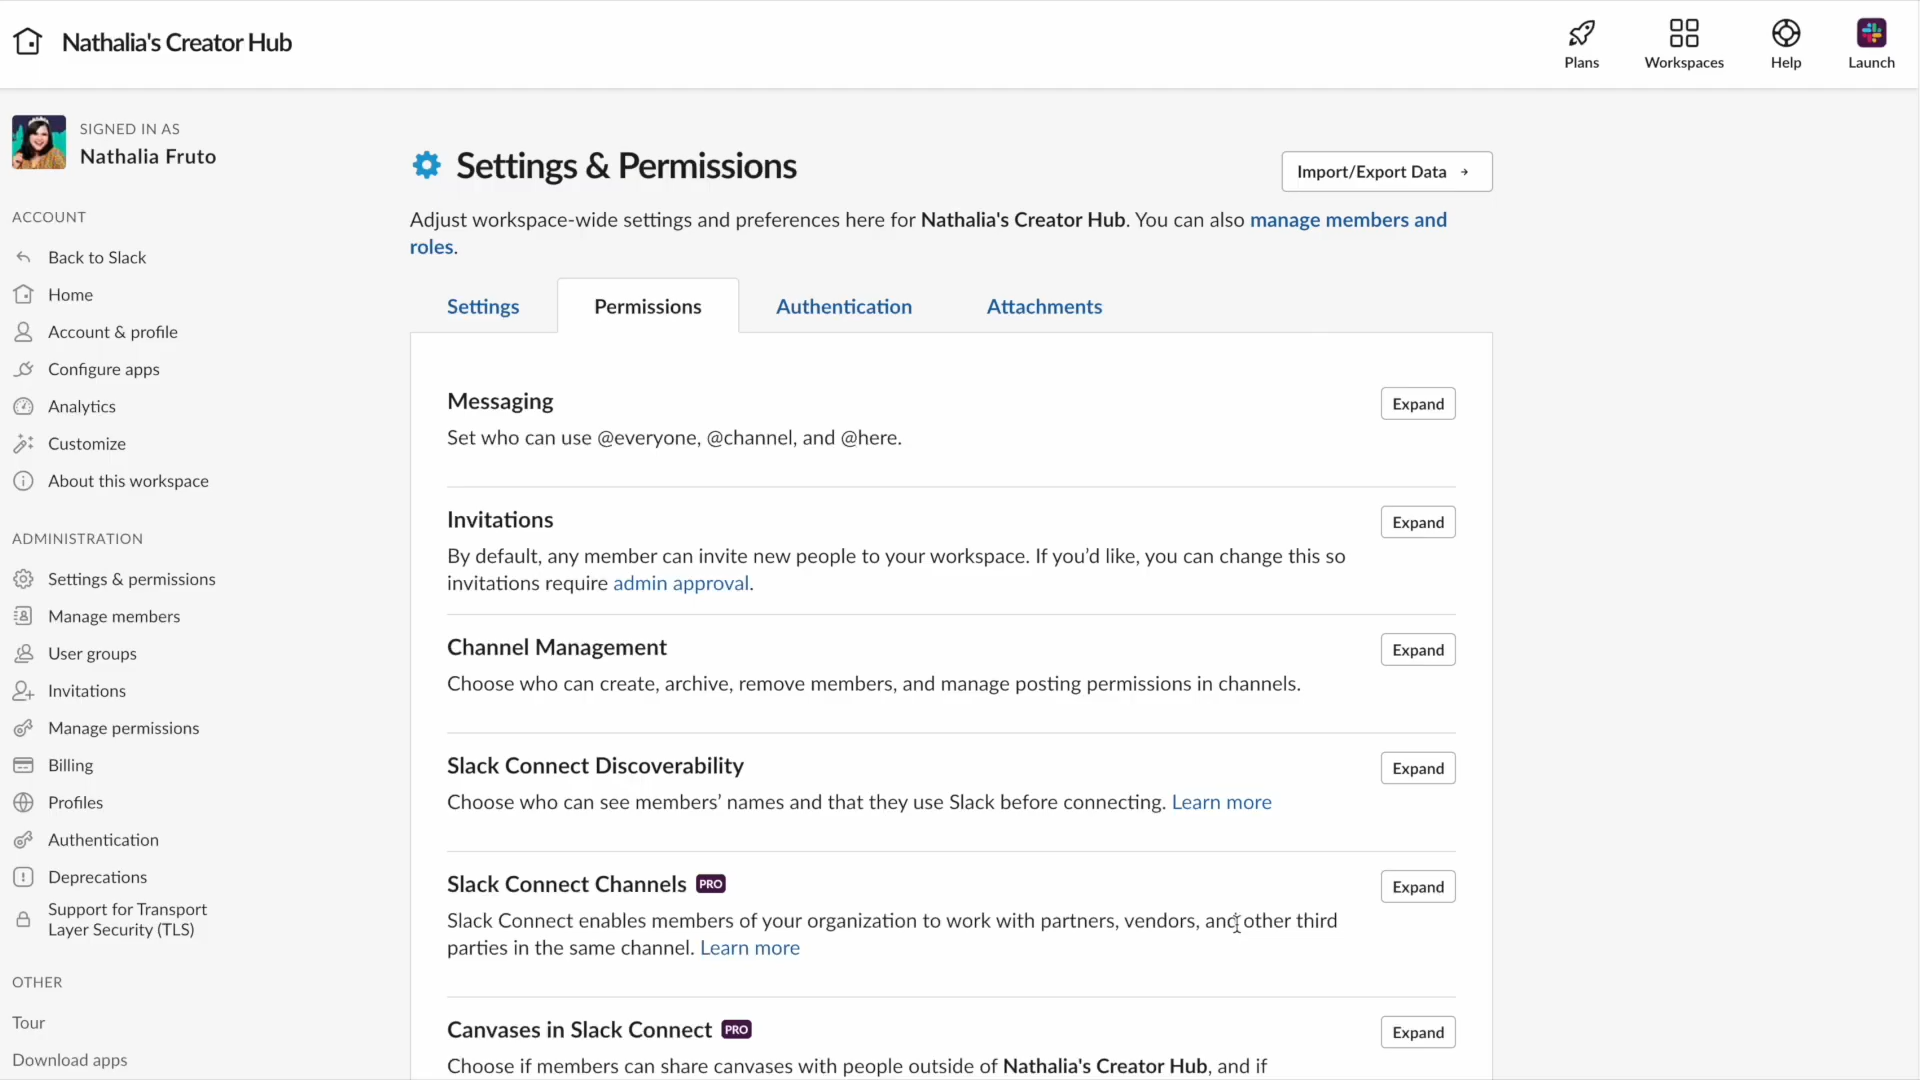 Nathalia's Creator Hub
Plans
Workspaces
Help
Launch
SIGNED IN AS
Nathalia Fruto
ACCOUNT
Back to Slack
Home
Account & profile
Configure apps
Analytics
Customize
About this workspace
ADMINISTRATION
Settings & permissions
Manage members
User groups
Invitations
Manage permissions
Billing
Profiles
Authentication
Deprecations
Support for Transport
Layer Security (TLS)
OTHER
Tour
Download apps
Settings & Permissions
Import/Export Data →
Adjust workspace-wide settings and preferences here for Nathalia's Creator Hub. You can also manage members and
roles.
Settings
Permissions
Authentication
Attachments
Messaging
Expand
Set who can use @everyone, @channel, and @here.
Invitations
Expand
By default, any member can invite new people to your workspace. If you’d like, you can change this so
invitations require admin approval.
Channel Management
Expand
Choose who can create, archive, remove members, and manage posting permissions in channels.
Slack Connect Discoverability
Expand
Choose who can see members’ names and that they use Slack before connecting. Learn more
Slack Connect Channels PRO
Expand
Slack Connect enables members of your organization to work with partners, vendors, and other third
parties in the same channel. Learn more
Canvases in Slack Connect PRO
Expand
Choose if members can share canvases with people outside of Nathalia's Creator Hub, and if